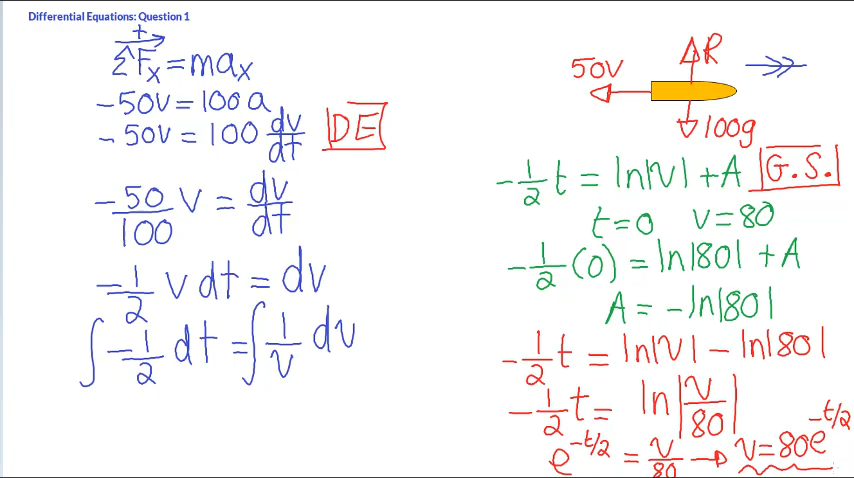 Differential Equations: Question 1
+
ΣFₓ = maₓ
-50v = 100a
-50v = 100 dv/dt DE
-50/100 v = dv/dt
-1/2 v dt = dv
∫ -1/2 dt = ∫ 1/v dv
50v R
100g
-1/2 t = ln|v| + A G.S.
t=0 v=80
-1/2 (0) = ln|80| + A
A = -ln|80|
-1/2 t = ln|v| - ln|80|
-1/2 t = ln|v/80|
e^(-t/2) = v/80 → v=80e^(-t/2)